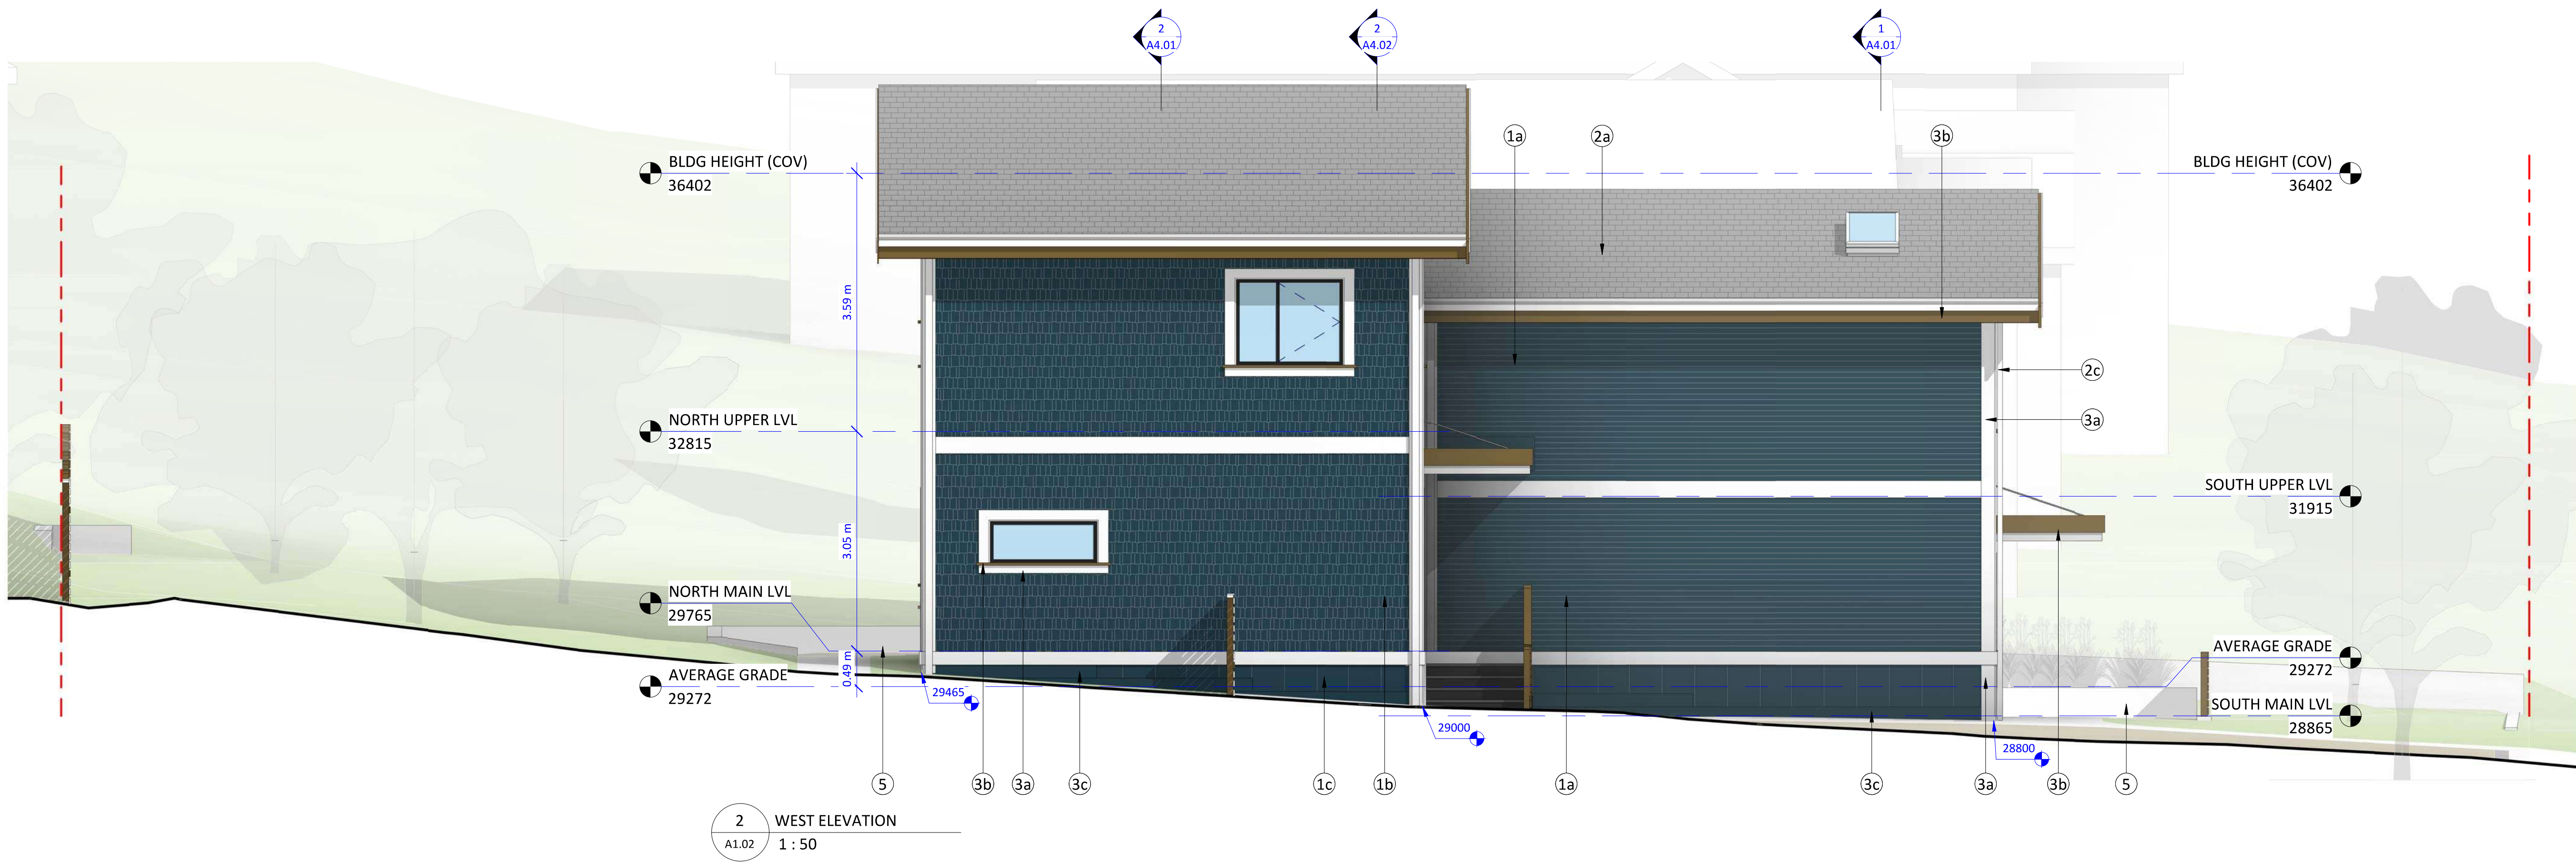 2
A4.01
2
A4.02
1
A4.01
1a
2a
3b
BLDG HEIGHT (COV)
36402
BLDG HEIGHT (COV)
36402
3.59 m
2c
NORTH UPPER LVL
32815
3a
SOUTH UPPER LVL
31915
3.05 m
NORTH MAIN LVL
29765
AVERAGE GRADE
29272
0.49 m
AVERAGE GRADE
29272
29465
SOUTH MAIN LVL
28865
29000
28800
5
3b
3a
3c
1c
1b
1a
3c
3a
3b
5
2
A1.02
WEST ELEVATION
1 : 50